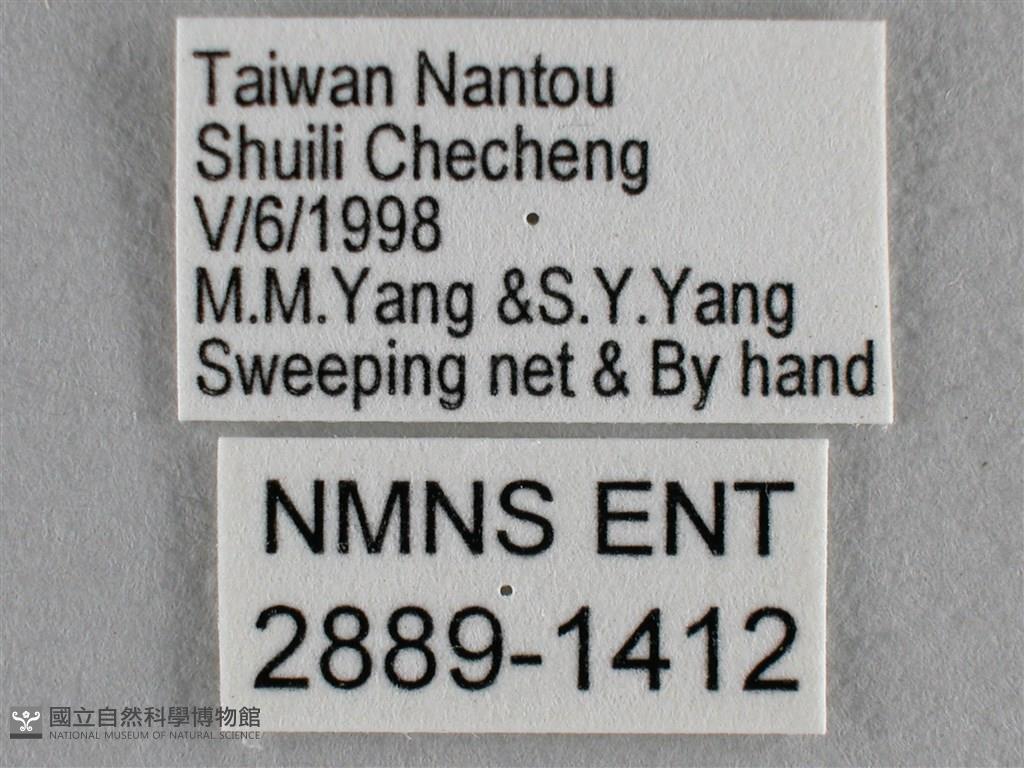 Taiwan Nantou
Shuili Checheng
V/6/1998
M.M.Yang &S.Y.Yang
Sweeping net & By hand
NMNS ENT
2889-1412
國立自然科學博物館
NATIONAL MUSEUM OF NATURAL SCIENCE